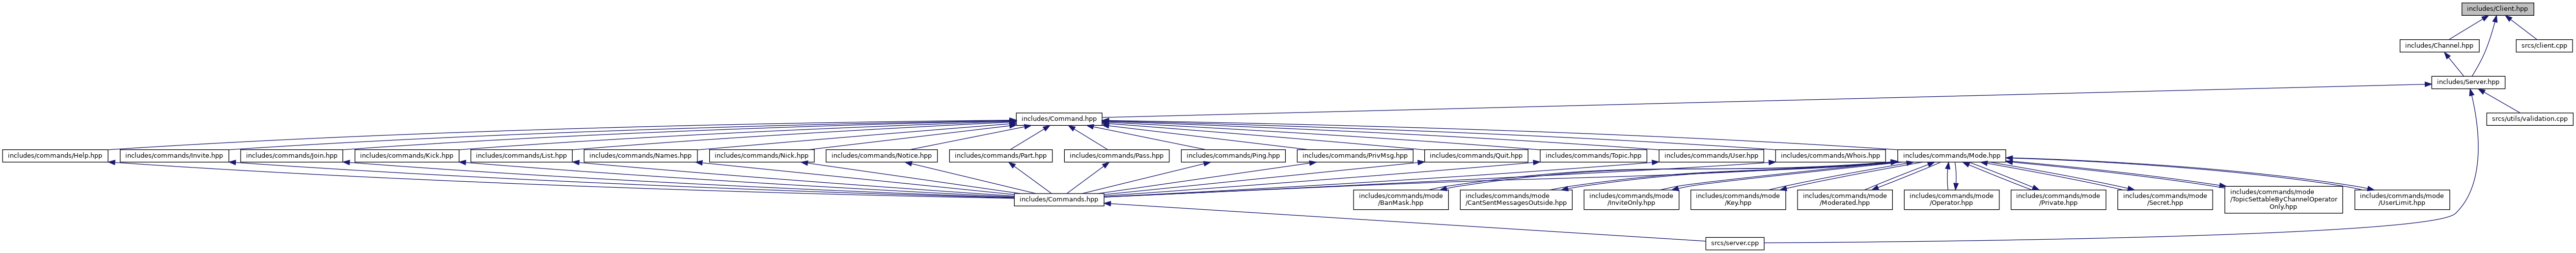 includes/Client.hpp
includes/Channel.hpp
srcs/client.cpp
includes/Server.hpp
includes/Command.hpp
srcs/utils/validation.cpp
includes/commands/Help.hpp
includes/commands/Invite.hpp
includes/commands/Join.hpp
includes/commands/Kick.hpp
includes/commands/List.hpp
includes/commands/Names.hpp
includes/commands/Nick.hpp
includes/commands/Notice.hpp
includes/commands/Part.hpp
includes/commands/Pass.hpp
includes/commands/Ping.hpp
includes/commands/PrivMsg.hpp
includes/commands/Quit.hpp
includes/commands/Topic.hpp
includes/commands/User.hpp
includes/commands/Whois.hpp
includes/commands/Mode.hpp
includes/Commands.hpp
includes/commands/mode
/BanMask.hpp
includes/commands/mode
/CantSentMessagesOutside.hpp
includes/commands/mode
/InviteOnly.hpp
includes/commands/mode
/Key.hpp
includes/commands/mode
/Moderated.hpp
includes/commands/mode
/Operator.hpp
includes/commands/mode
/Private.hpp
includes/commands/mode
/Secret.hpp
includes/commands/mode
/TopicSettableByChannelOperator
Only.hpp
includes/commands/mode
/UserLimit.hpp
srcs/server.cpp